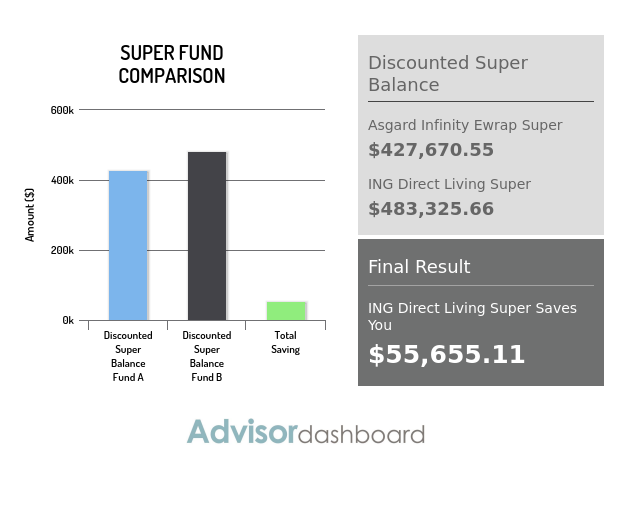 SUPER FUND
COMPARISON
Amount ($)
600k
400k
200k
0k
Discounted
Super
Balance
Fund A
Discounted
Super
Balance
Fund B
Total
Saving
Discounted Super
Balance
Asgard Infinity Ewrap Super
$427,670.55
ING Direct Living Super
$483,325.66
Final Result
ING Direct Living Super Saves
You
$55,655.11
Advisordashboard